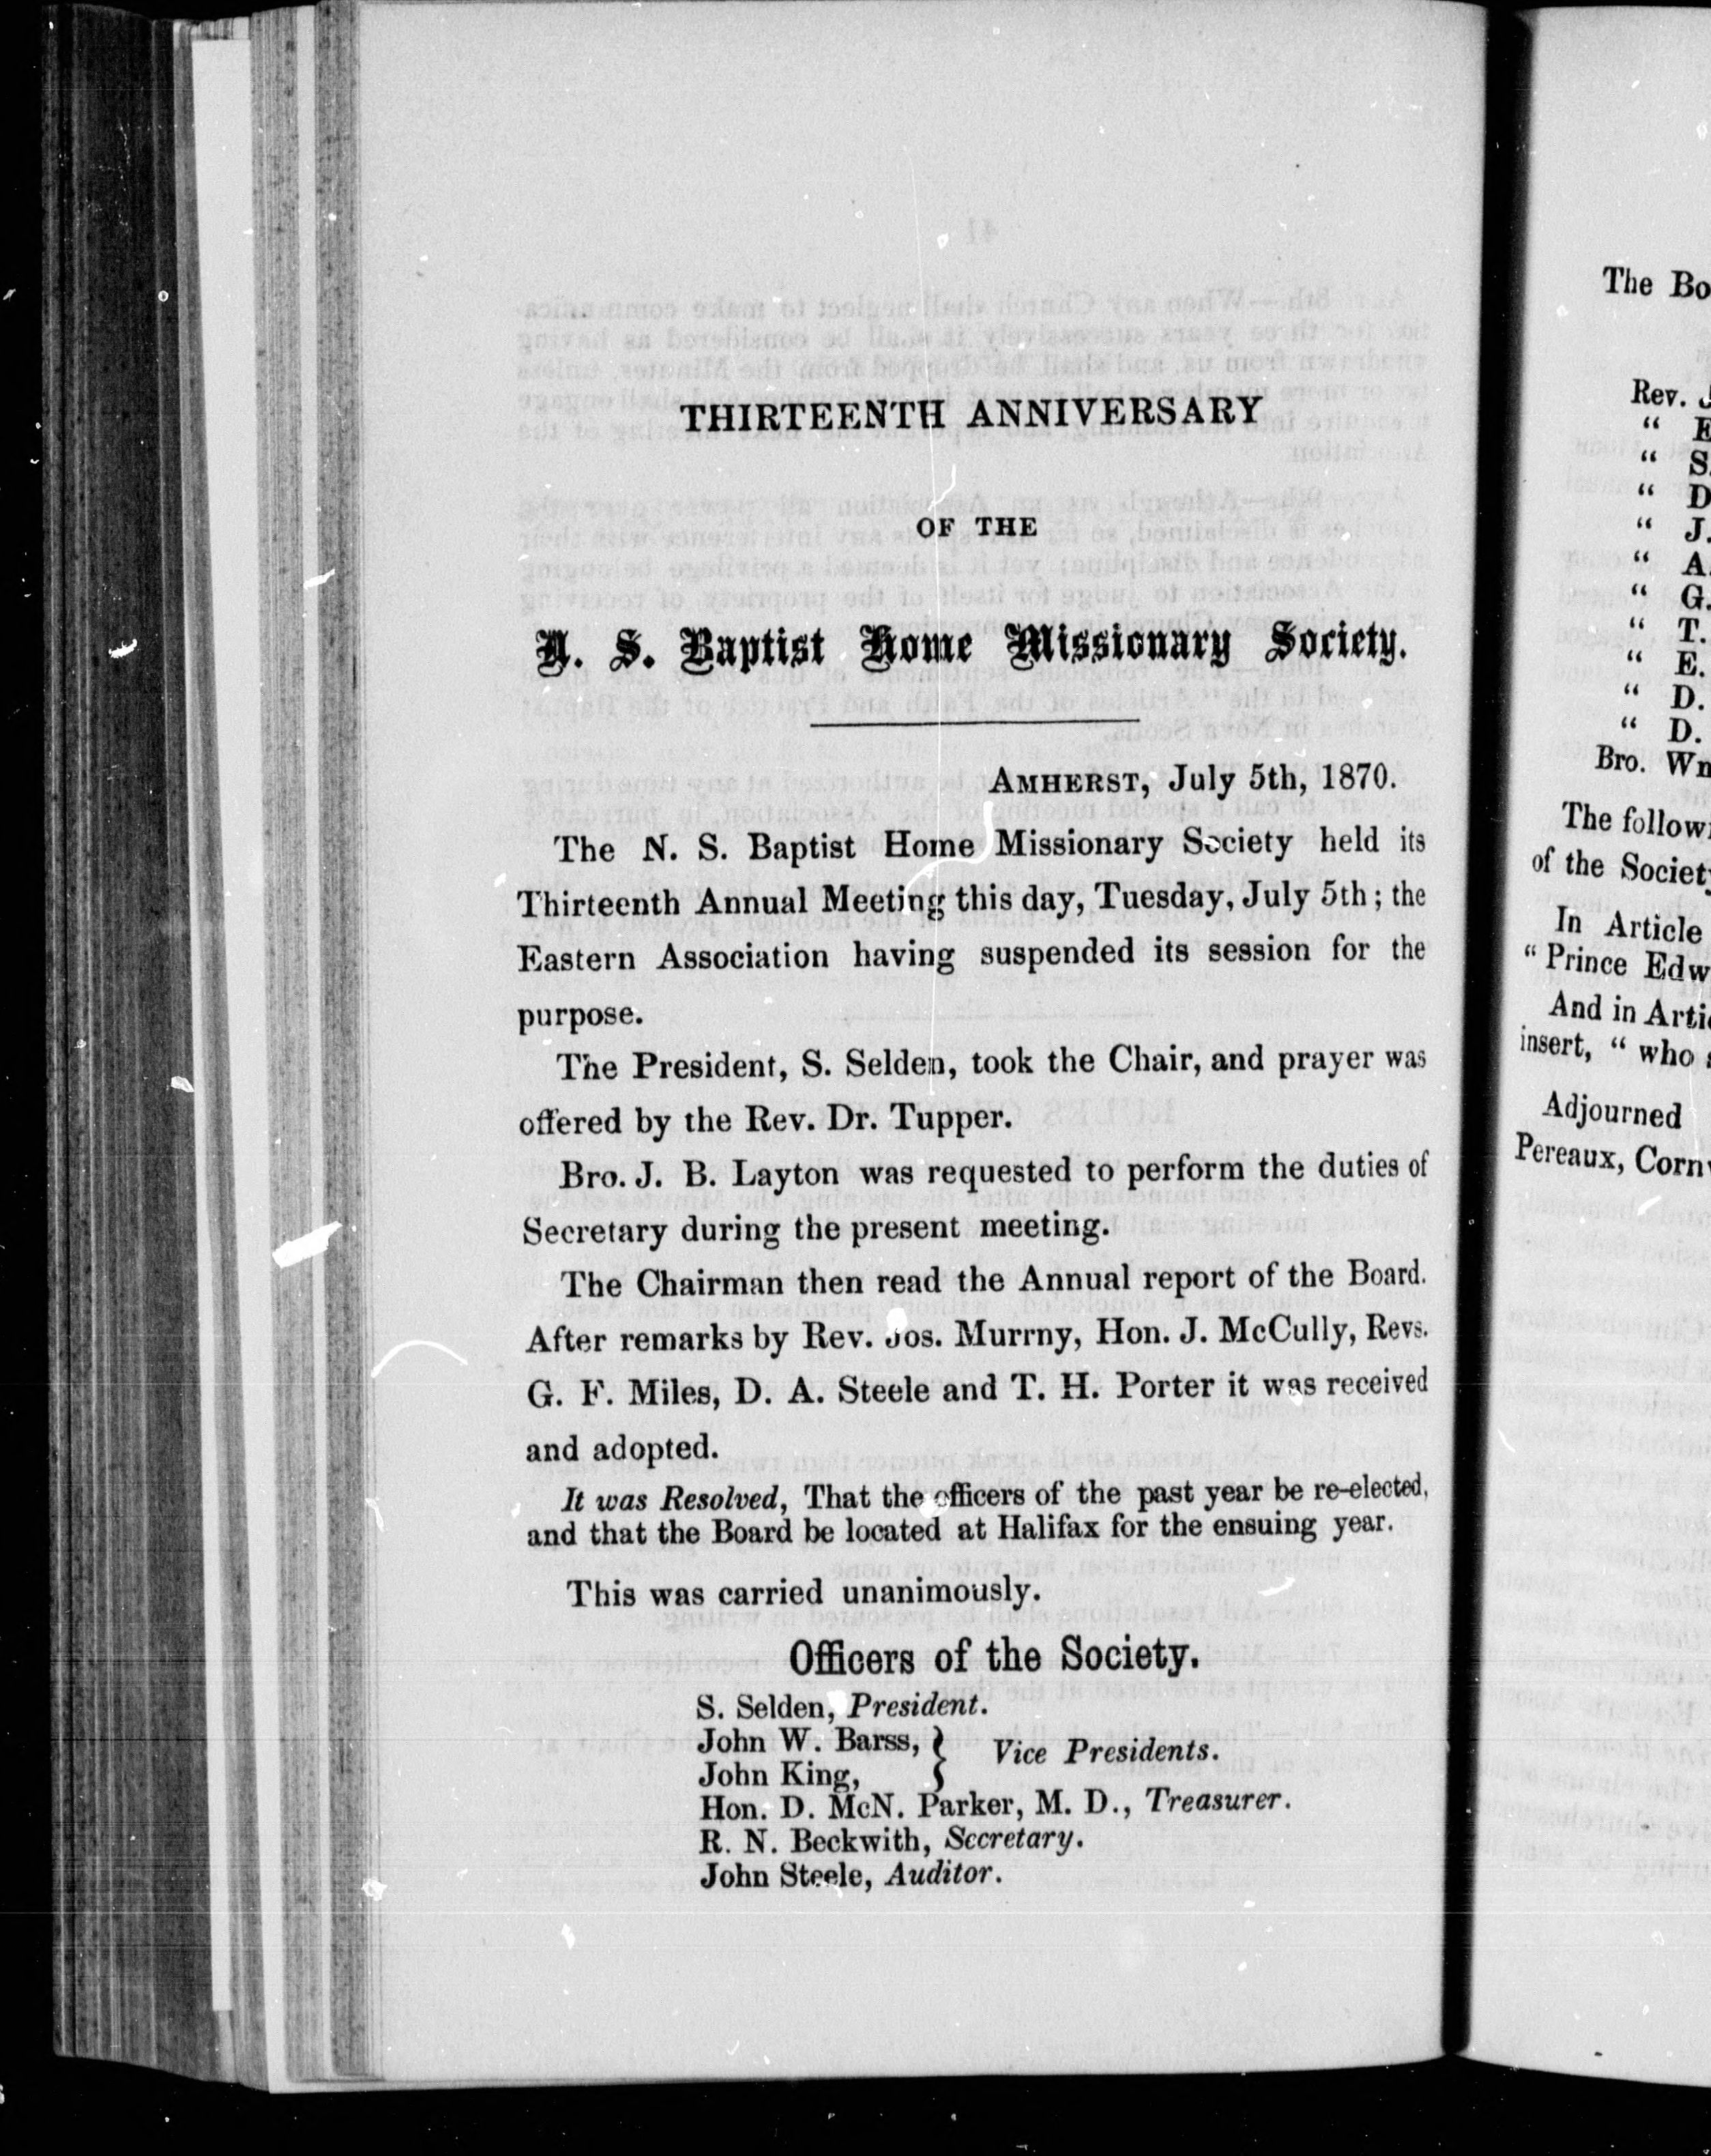 THIRTEENTH ANNIVERSARY
OF THE
N. S. Baptist Home Missionary Society.
AMHERST, July 5th, 1870.
The N. S. Baptist Home Missionary Society held its
Thirteenth Annual Meeting this day, Tuesday, July 5th; the
Eastern Association having suspended its session for the
purpose.
The President, S. Selden, took the Chair, and prayer was
offered by the Rev. Dr. Tupper.
Bro. J. B. Layton was requested to perform the duties of
Secretary during the present meeting.
The Chairman then read the Annual report of the Board.
After remarks by Rev. Jos. Murrny, Hon. J. McCully, Revs.
G. F. Miles, D. A. Steele and T. H. Porter it was received
and adopted.
It was Resolved, That the officers of the past year be re-elected,
and that the Board be located at Halifax for the ensuing year.
This was carried unanimously.
Officers of the Society.
S. Selden, President.
John W. Barss, } Vice Presidents.
John King,
Hon. D. McN. Parker, M. D., Treasurer.
R. N. Beckwith, Secretary.
John Steele, Auditor.
The Bo
Rev.
“ E
“ S
“ D
“ J.
“ A.
“ G.
“ T.
“ E.
“ D.
“ D.
Bro. Wm
The follow
of the Society
In Article
“ Prince Edw
And in Arti
insert, “ who
Adjourned
Pereaux, Corn